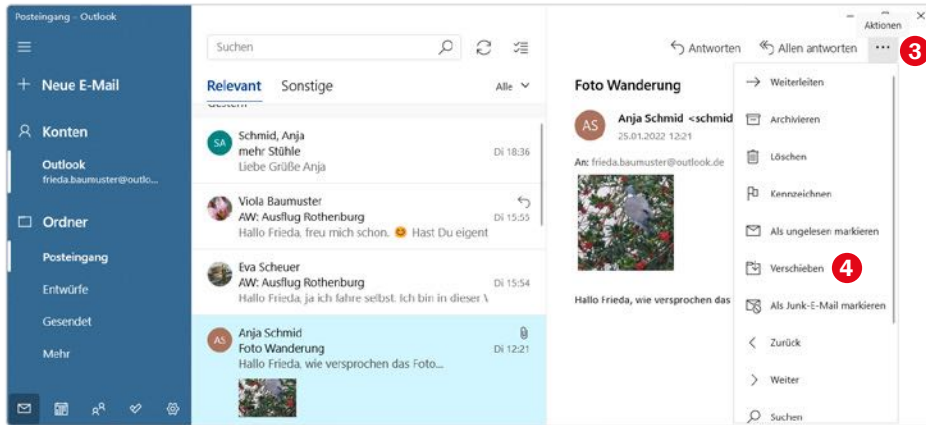 Posteingang - Outlook
Aktionen
Suchen
Antworten
Allen antworten
3
Neue E-Mail
Relevant
Sonstige
Alle
Gestern
Konten
Outlook
frieda.baumuster@outlo...
Ordner
Posteingang
Entwürfe
Gesendet
Mehr
SA
Schmid, Anja
mehr Stühle
Di 18:36
Liebe Grüße Anja
Viola Baumuster
AW: Ausflug Rothenburg
Di 15:55
Hallo Frieda, freu mich schon. 😊 Hast Du eigent
Eva Scheuer
AW: Ausflug Rothenburg
Di 15:54
Hallo Frieda, ja ich fahre selbst. Ich bin in dieser
AS
Anja Schmid
Foto Wanderung
Di 12:21
Hallo Frieda, wie versprochen das Foto...
Foto Wanderung
AS
Anja Schmid <schmid
25.01.2022 12:21
An: frieda.baumuster@outlook.de
Hallo Frieda, wie versprochen das
Weiterleiten
Archivieren
Löschen
Kennzeichnen
Als ungelesen markieren
Verschieben
4
Als Junk-E-Mail markieren
Zurück
Weiter
Suchen